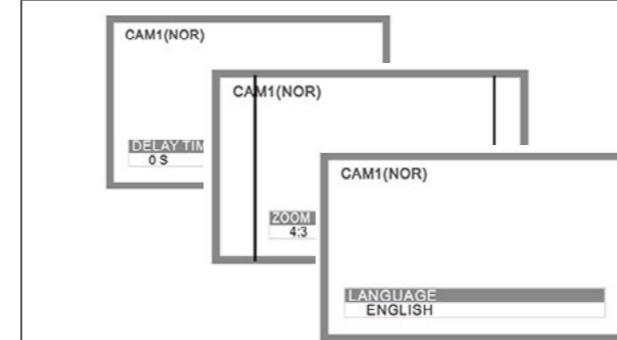 CAM1(NOR)
DELAY TIM
0 S
CAM1(NOR)
ZOOM
4:3
CAM1(NOR)
LANGUAGE
ENGLISH